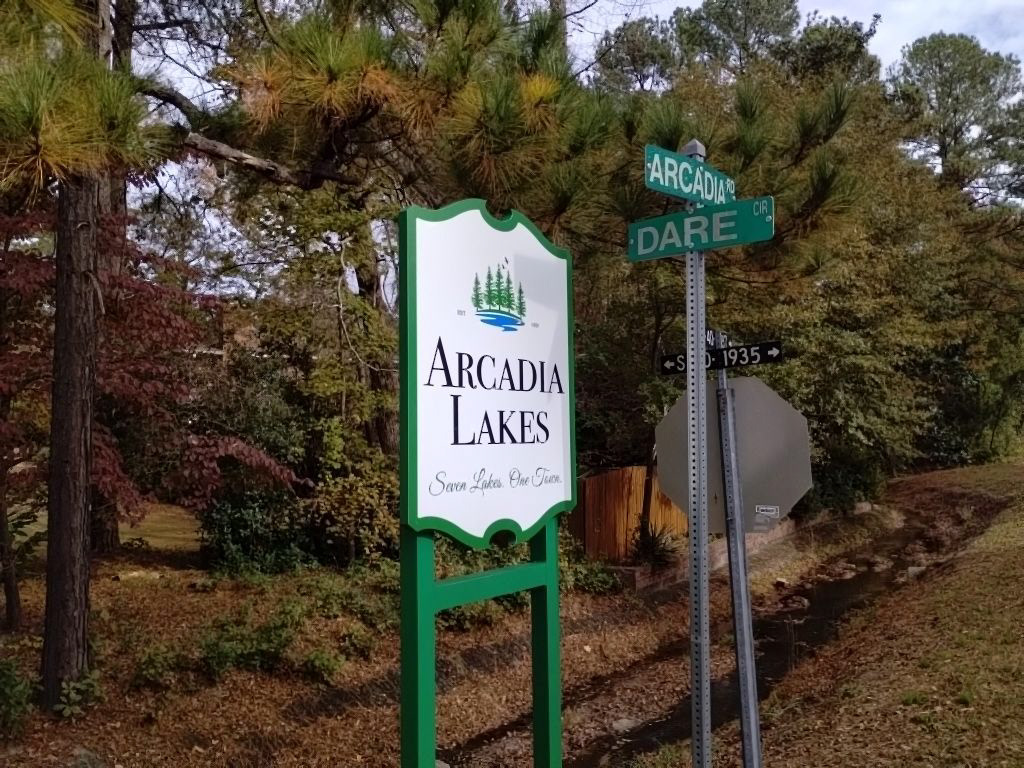 ARCADIA RD
DARE CIR
ARCADIA
LAKES
Seven Lakes. One Town.
1935